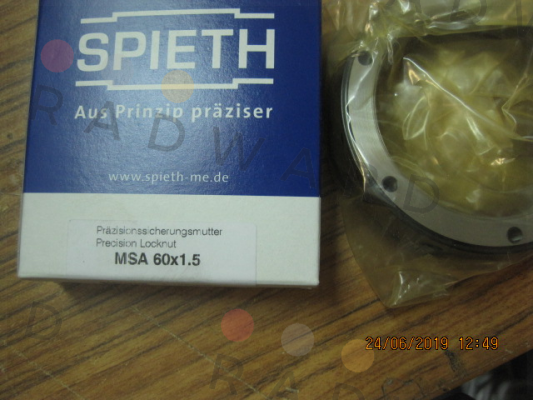 SPIETH
Aus Prinzip präziser
www.spieth-me.de
Präzisionssicherungsmutter
Precision Locknut
MSA 60x1.5
24/06/2019 12:49
RADWA